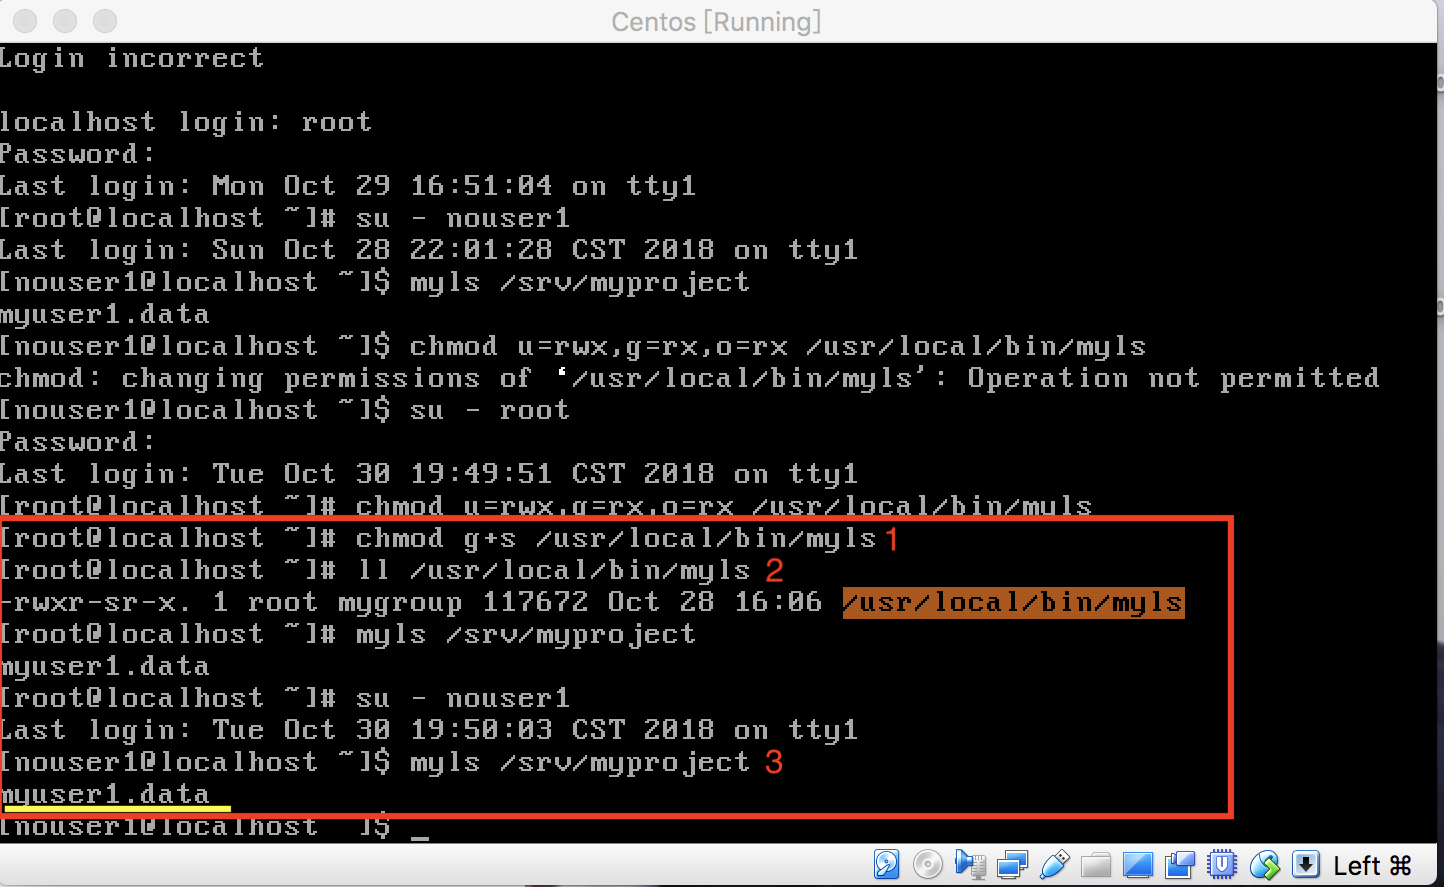 Centos [Running]
Login incorrect
localhost login: root
Password:
Last login: Mon Oct 29 16:51:04 on tty1
[root@localhost ~]# su - nouser1
Last login: Sun Oct 28 22:01:28 CST 2018 on tty1
[nouser1@localhost ~]$ myls /srv/myproject
myuser1.data
[nouser1@localhost ~]$ chmod u=rwx,g=rx,o=rx /usr/local/bin/myls
chmod: changing permissions of ‘/usr/local/bin/myls’: Operation not permitted
[nouser1@localhost ~]$ su - root
Password:
Last login: Tue Oct 30 19:49:51 CST 2018 on tty1
[root@localhost ~]# chmod u=rwx,g=rx,o=rx /usr/local/bin/myls
[root@localhost ~]# chmod g+s /usr/local/bin/myls 1
[root@localhost ~]# ll /usr/local/bin/myls 2
-rwxr-sr-x. 1 root mygroup 117672 Oct 28 16:06 /usr/local/bin/myls
[root@localhost ~]# myls /srv/myproject
myuser1.data
[root@localhost ~]# su - nouser1
Last login: Tue Oct 30 19:50:03 CST 2018 on tty1
[nouser1@localhost ~]$ myls /srv/myproject 3
myuser1.data
[nouser1@localhost ]$ _
Left ⌘